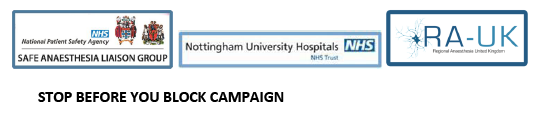 National Patient Safety Agency
NHS
SAFE ANAESTHESIA LIAISON GROUP
Nottingham University Hospitals NHS
NHS Trust
RA-UK
Regional Anaesthesia United Kingdom
STOP BEFORE YOU BLOCK CAMPAIGN